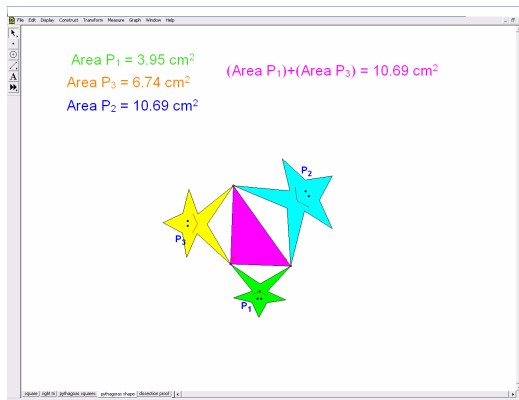 File Edit Display Construct Transform Measure Graph Window Help
Area P₁ = 3.95 cm²
Area P₃ = 6.74 cm²
Area P₂ = 10.69 cm²
(Area P₁)+(Area P₃) = 10.69 cm²
A
P₂
P₃
P₁
square
right tri
pythagoras squares
pythagoras shape
dissection proof